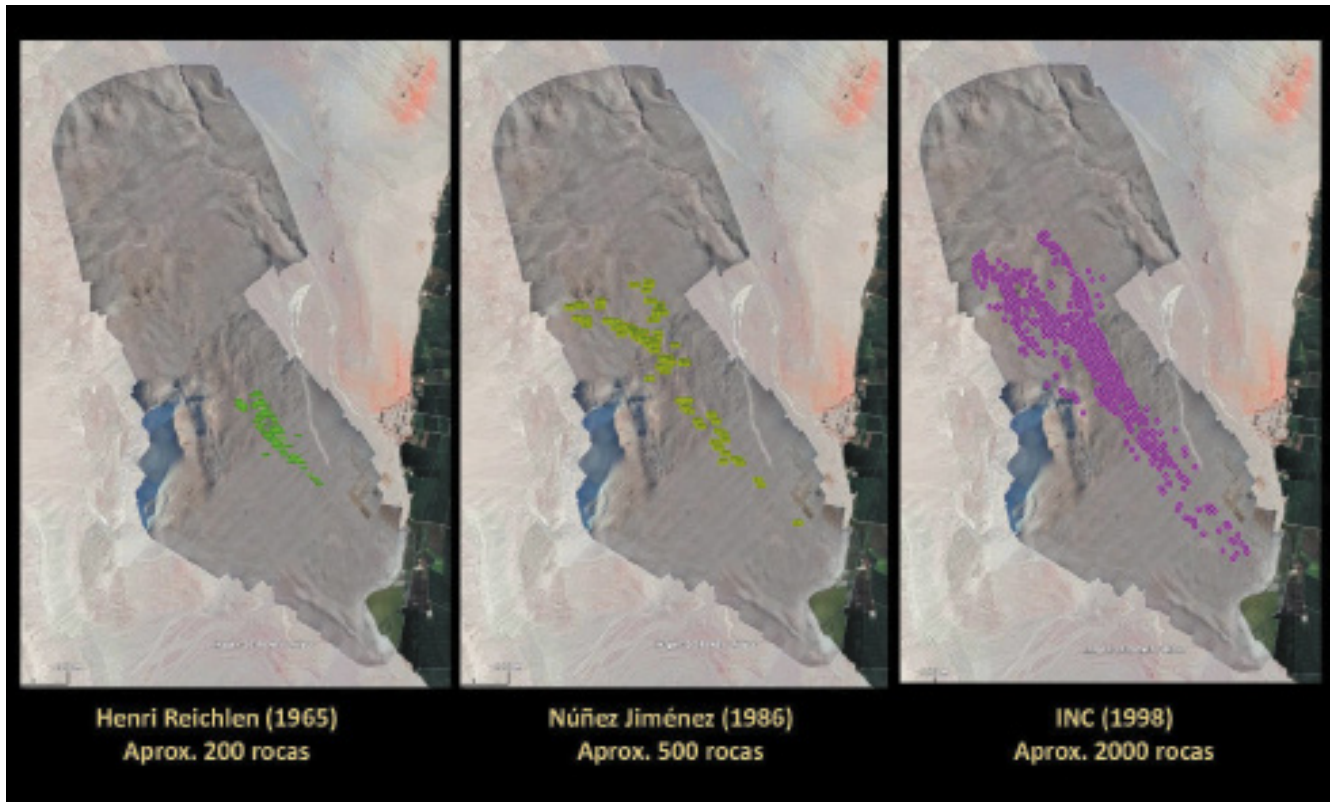 Henri Reichlen (1965)
Aprox. 200 rocas
Núñez Jiménez (1986)
Aprox. 500 rocas
INC (1998)
Aprox. 2000 rocas